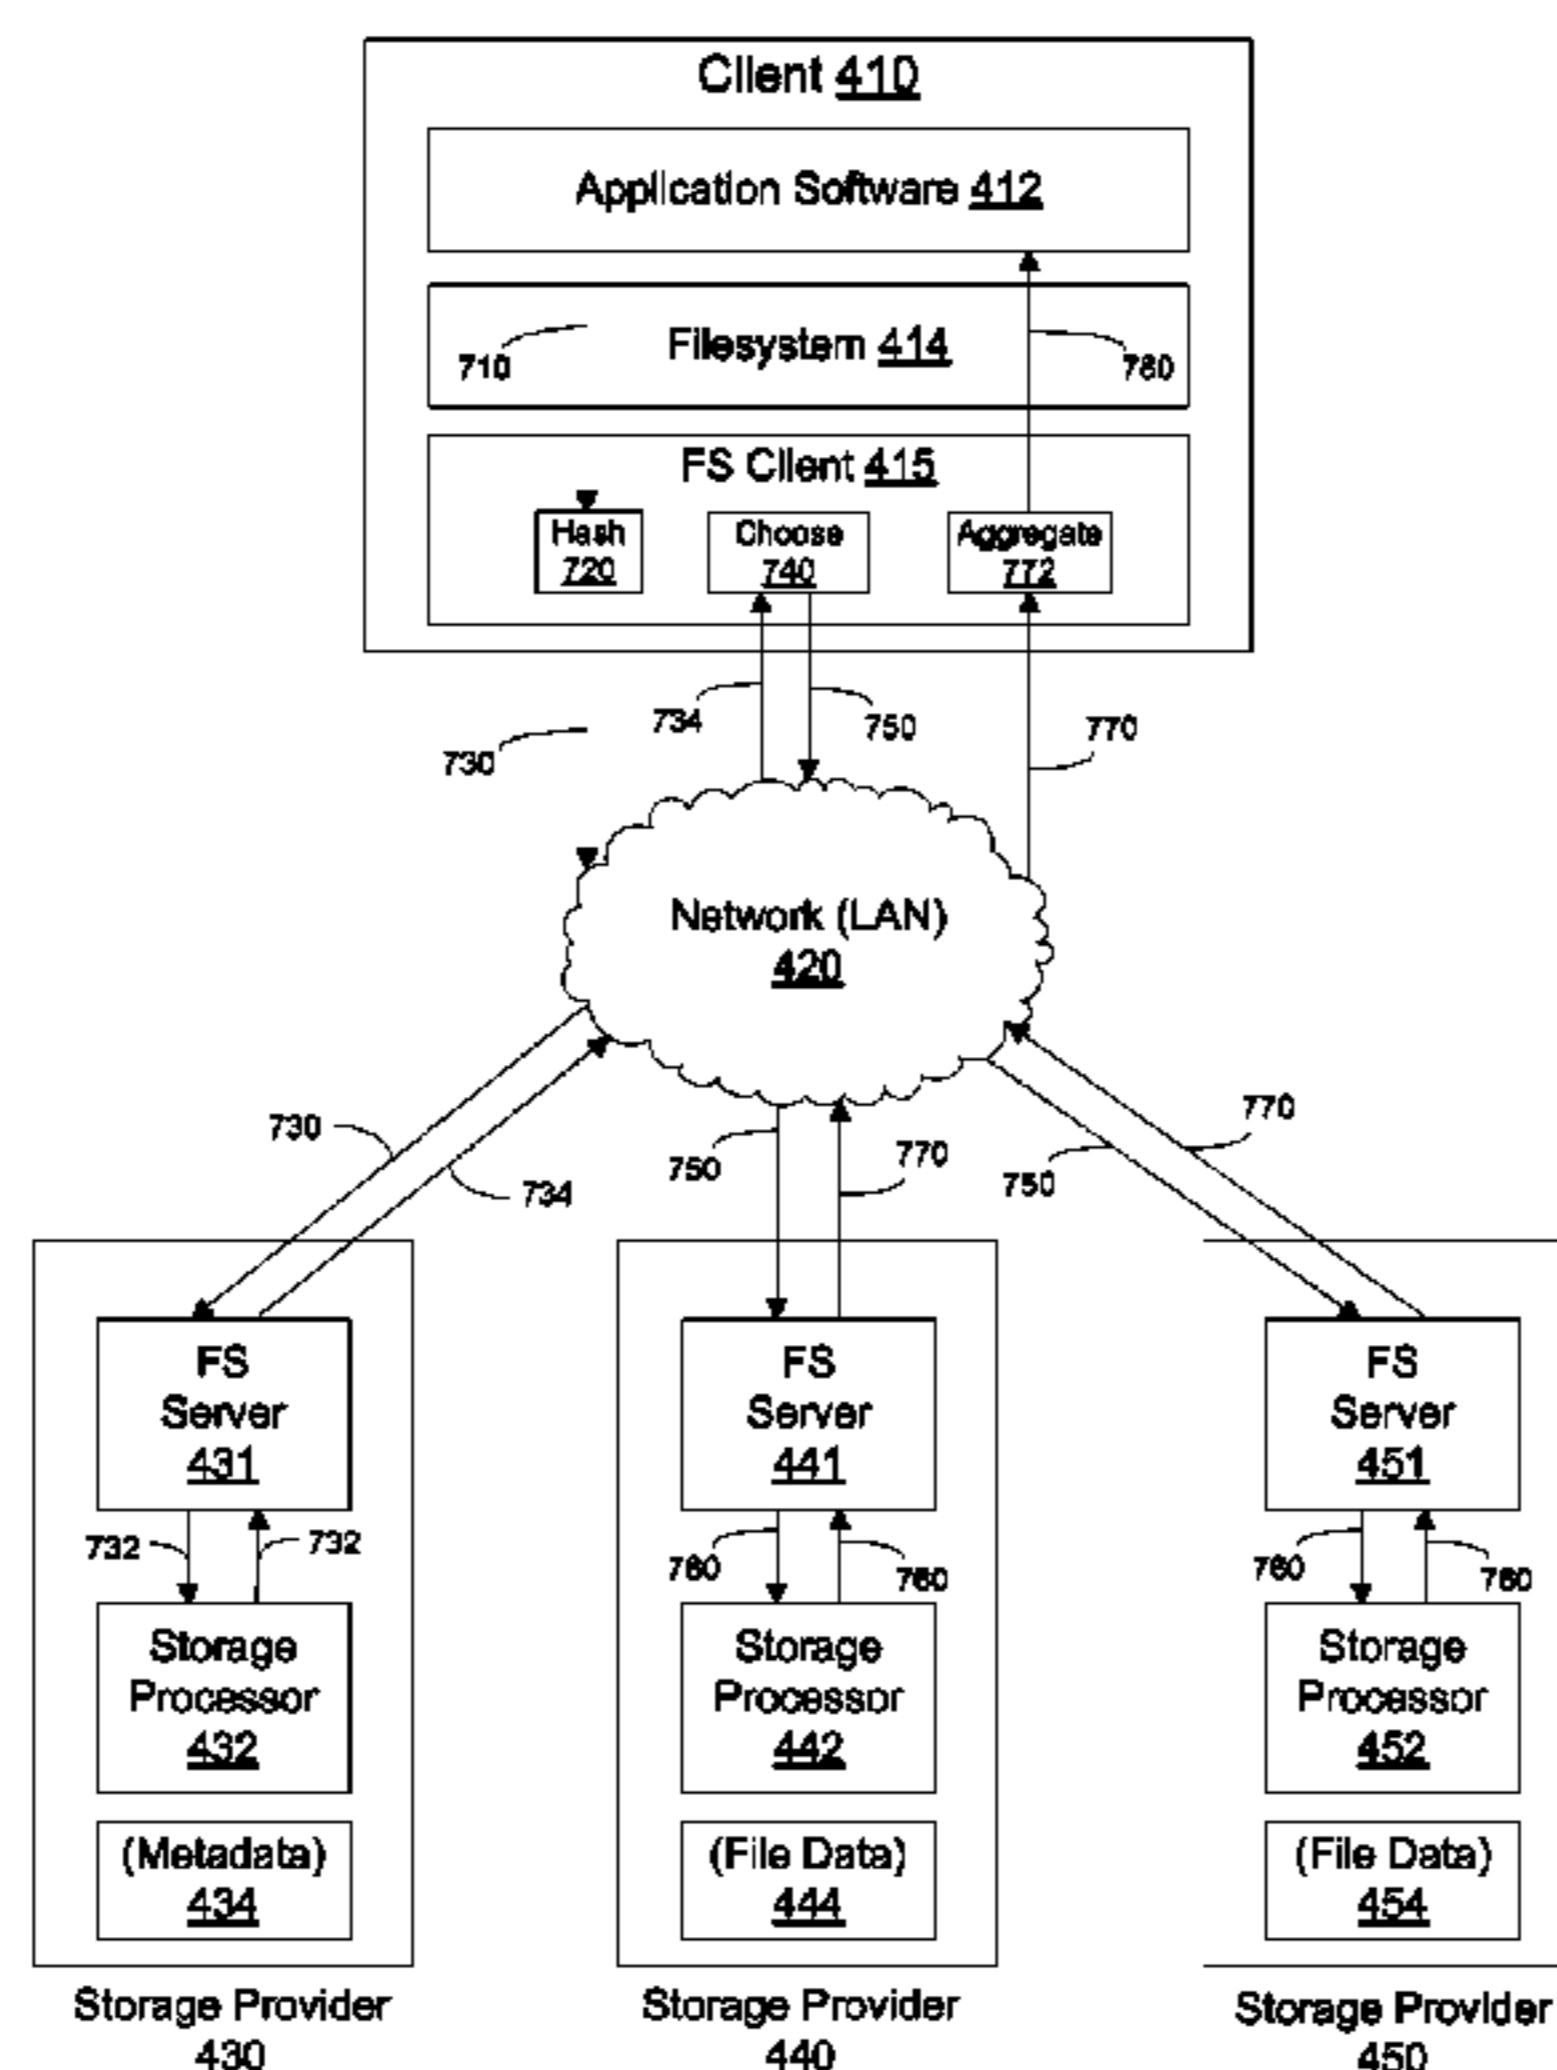 Client 410
Application Software 412
Filesystem 414
710
780
FS Client 415
Hash
720
Choose
740
Aggregate
772
734
750
730
770
Network (LAN)
420
730
734
750
770
750
770
FS
Server
431
FS
Server
441
FS
Server
451
732
732
760
760
760
760
Storage
Processor
432
Storage
Processor
442
Storage
Processor
452
(Metadata)
434
(File Data)
444
(File Data)
454
Storage Provider
430
Storage Provider
440
Storage Provider
450